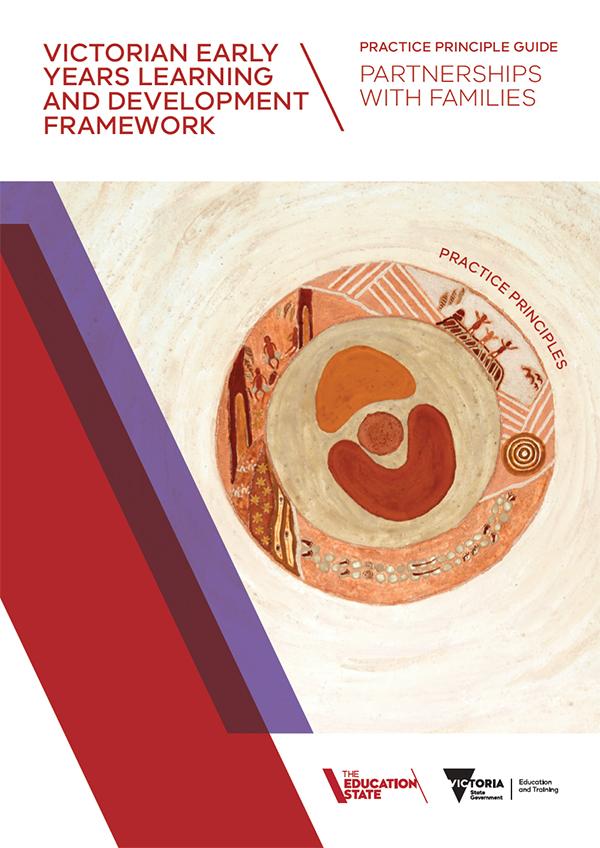 VICTORIAN EARLY
YEARS LEARNING
AND DEVELOPMENT
FRAMEWORK
PRACTICE PRINCIPLE GUIDE
PARTNERSHIPS
WITH FAMILIES
PRACTICE PRINCIPLES
THE
EDUCATION
STATE
VICTORIA
State
Government
Education
and Training